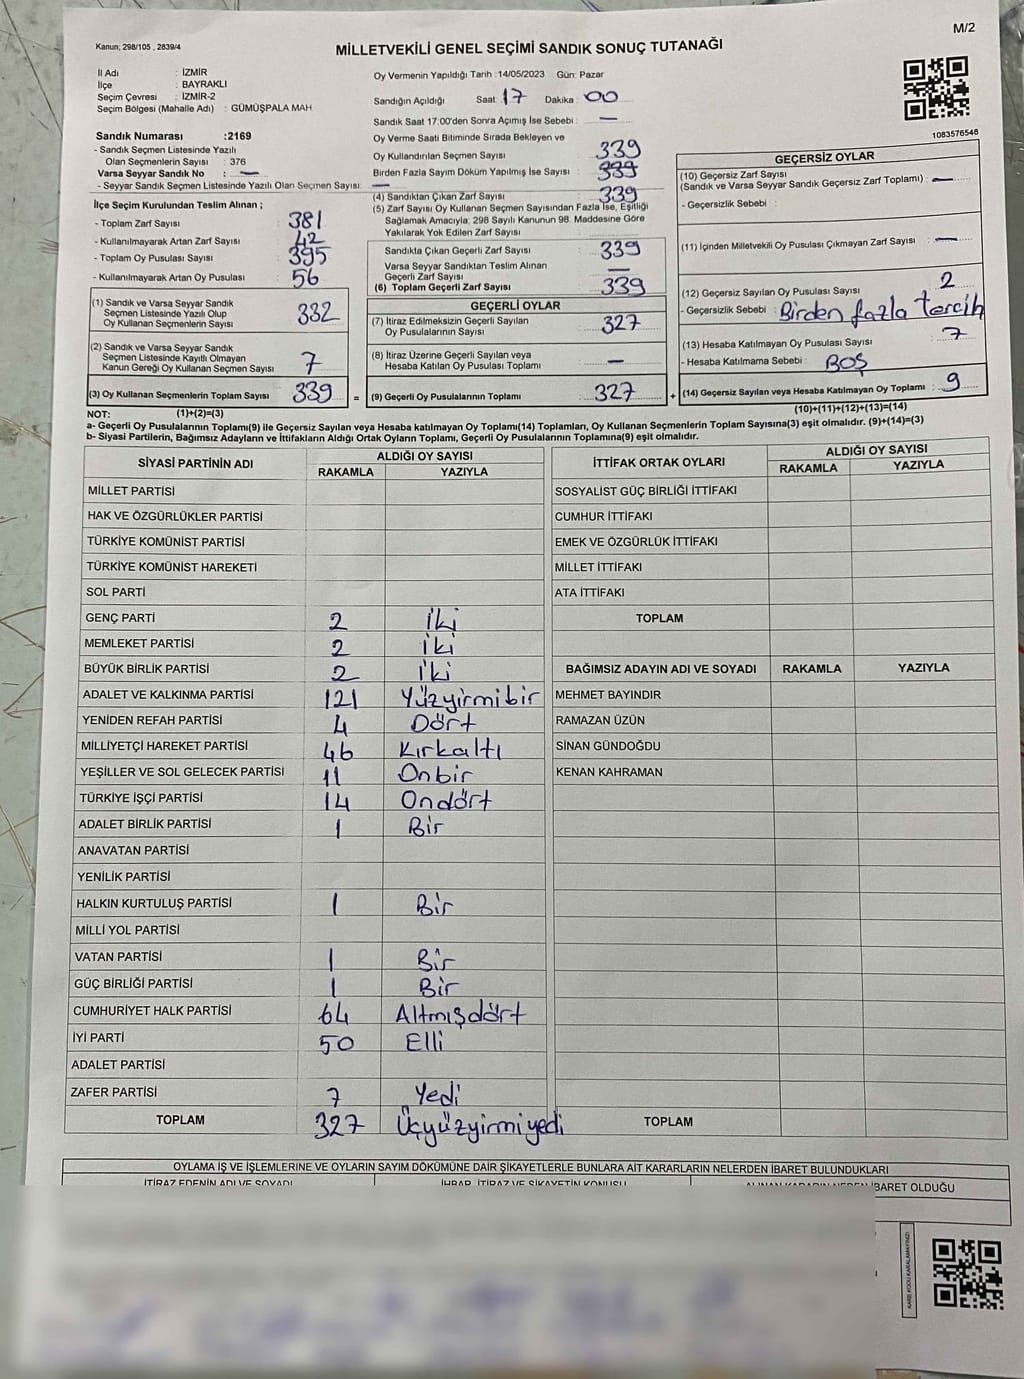 M/2
Kanun; 298/105 , 2839/4
MİLLETVEKİLİ GENEL SEÇİMİ SANDIK SONUÇ TUTANAĞI
1083576546
İl Adı : İZMİR
İlçe : BAYRAKLI
Seçim Çevresi : İZMİR-2
Seçim Bölgesi (Mahalle Adı) : GÜMÜŞPALA MAH
Sandık Numarası :2169
- Sandık Seçmen Listesinde Yazılı
Olan Seçmenlerin Sayısı : 376
Varsa Seyyar Sandık No : —
- Seyyar Sandık Seçmen Listesinde Yazılı Olan Seçmen Sayısı: —
İlçe Seçim Kurulundan Teslim Alınan ;
- Toplam Zarf Sayısı 381
- Kullanılmayarak Artan Zarf Sayısı 42
- Toplam Oy Pusulası Sayısı 395
- Kullanılmayarak Artan Oy Pusulası 56
(1) Sandık ve Varsa Seyyar Sandık
Seçmen Listesinde Yazılı Olup
Oy Kullanan Seçmenlerin Sayısı 332
(2) Sandık ve Varsa Seyyar Sandık
Seçmen Listesinde Kayıtlı Olmayan
Kanun Gereği Oy Kullanan Seçmen Sayısı 7
(3) Oy Kullanan Seçmenlerin Toplam Sayısı 339 =
Oy Vermenin Yapıldığı Tarih :14/05/2023 Gün: Pazar
Sandığın Açıldığı Saat : 17 Dakika : 00
Sandık Saat 17:00'den Sonra Açımış İse Sebebi : —
Oy Verme Saati Bitiminde Sırada Bekleyen ve
Oy Kullandırılan Seçmen Sayısı : 339
Birden Fazla Sayım Döküm Yapılmış İse Sayısı : 339
(4) Sandıktan Çıkan Zarf Sayısı : 339
(5) Zarf Sayısı Oy Kullanan Seçmen Sayısından Fazla İse, Eşitliği
Sağlamak Amacıyla; 298 Sayılı Kanunun 98. Maddesine Göre
Yakılarak Yok Edilen Zarf Sayısı :
Sandıkta Çıkan Geçerli Zarf Sayısı : 339
Varsa Seyyar Sandıktan Teslim Alınan
Geçerli Zarf Sayısı : —
(6) Toplam Geçerli Zarf Sayısı : 339
GEÇERLİ OYLAR
(7) İtiraz Edilmeksizin Geçerli Sayılan
Oy Pusulalarının Sayısı : 327
(8) İtiraz Üzerine Geçerli Sayılan veya
Hesaba Katılan Oy Pusulası Toplamı : —
(9) Geçerli Oy Pusulalarının Toplamı : 327 +
GEÇERSİZ OYLAR
(10) Geçersiz Zarf Sayısı
(Sandık ve Varsa Seyyar Sandık Geçersiz Zarf Toplamı) : —
- Geçersizlik Sebebi :
(11) İçinden Milletvekili Oy Pusulası Çıkmayan Zarf Sayısı : —
(12) Geçersiz Sayılan Oy Pusulası Sayısı : 2
- Geçersizlik Sebebi : Birden fazla tercih
(13) Hesaba Katılmayan Oy Pusulası Sayısı : 7
- Hesaba Katılmama Sebebi : BOŞ
(14) Geçersiz Sayılan veya Hesaba Katılmayan Oy Toplamı : 9
NOT: (1)+(2)=(3) (10)+(11)+(12)+(13)=(14)
a- Geçerli Oy Pusulalarının Toplamı(9) ile Geçersiz Sayılan veya Hesaba katılmayan Oy Toplamı(14) Toplamları, Oy Kullanan Seçmenlerin Toplam Sayısına(3) eşit olmalıdır. (9)+(14)=(3)
b- Siyasi Partilerin, Bağımsız Adayların ve İttifakların Aldığı Ortak Oyların Toplamı, Geçerli Oy Pusulalarının Toplamına(9) eşit olmalıdır.
SİYASİ PARTİNİN ADI ALDIĞI OY SAYISI
RAKAMLA YAZIYLA
MİLLET PARTİSİ
HAK VE ÖZGÜRLÜKLER PARTİSİ
TÜRKİYE KOMÜNİST PARTİSİ
TÜRKİYE KOMÜNİST HAREKETİ
SOL PARTİ
GENÇ PARTİ 2 İki
MEMLEKET PARTİSİ 2 İki
BÜYÜK BİRLİK PARTİSİ 2 İki
ADALET VE KALKINMA PARTİSİ 121 Yüzyirmibir
YENİDEN REFAH PARTİSİ 4 Dört
MİLLİYETÇİ HAREKET PARTİSİ 46 Kırkaltı
YEŞİLLER VE SOL GELECEK PARTİSİ 11 Onbir
TÜRKİYE İŞÇİ PARTİSİ 14 Ondört
ADALET BİRLİK PARTİSİ 1 Bir
ANAVATAN PARTİSİ
YENİLİK PARTİSİ
HALKIN KURTULUŞ PARTİSİ 1 Bir
MİLLİ YOL PARTİSİ
VATAN PARTİSİ 1 Bir
GÜÇ BİRLİĞİ PARTİSİ 1 Bir
CUMHURİYET HALK PARTİSİ 64 Altmışdört
İYİ PARTİ 50 Elli
ADALET PARTİSİ
ZAFER PARTİSİ 7 Yedi
TOPLAM 327 Üçyüzyirmiyedi
İTTİFAK ORTAK OYLARI ALDIĞI OY SAYISI
RAKAMLA YAZIYLA
SOSYALİST GÜÇ BİRLİĞİ İTTİFAKI
CUMHUR İTTİFAKI
EMEK VE ÖZGÜRLÜK İTTİFAKI
MİLLET İTTİFAKI
ATA İTTİFAKI
TOPLAM
BAĞIMSIZ ADAYIN ADI VE SOYADI RAKAMLA YAZIYLA
MEHMET BAYINDIR
RAMAZAN ÜZÜN
SİNAN GÜNDOĞDU
KENAN KAHRAMAN
TOPLAM
OYLAMA İŞ VE İŞLEMLERİNE VE OYLARIN SAYIM DÖKÜMÜNE DAİR ŞİKAYETLERLE BUNLARA AİT KARARLARIN NELERDEN İBARET BULUNDUKLARI
İTİRAZ EDENİN ADI VE SOYADI İHBAR, İTİRAZ VE ŞİKAYETİN KONUSU ALINAN KARARIN NEDEN İBARET OLDUĞU
KARE KODU KARALAMAYINIZ!